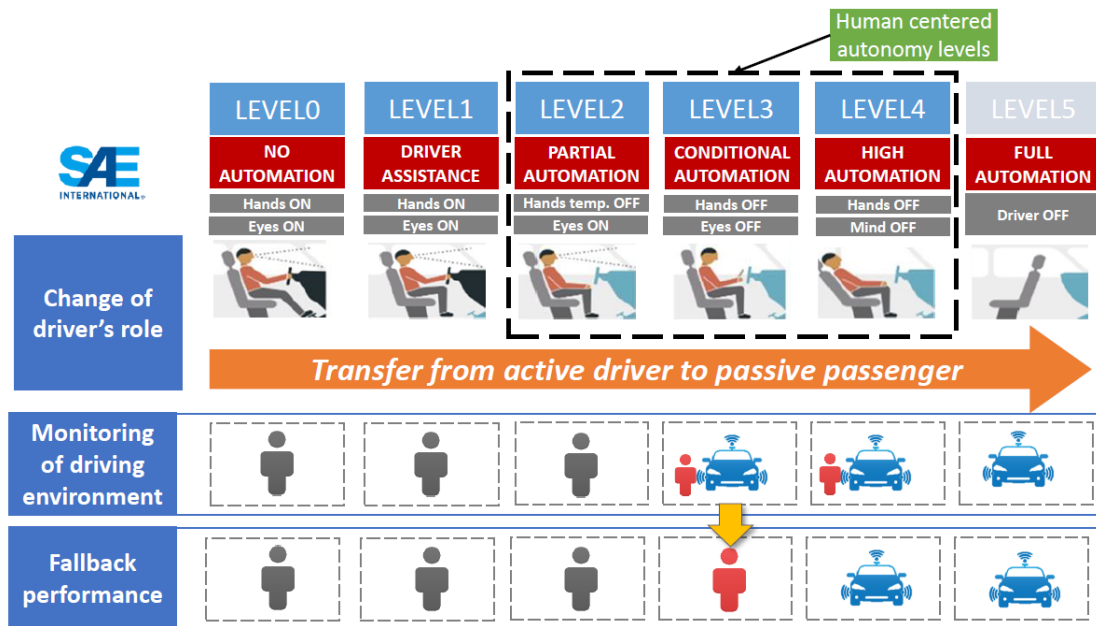 Human centered
autonomy levels
LEVEL0
LEVEL1
LEVEL2
LEVEL3
LEVEL4
LEVEL5
SAE
INTERNATIONAL®
NO
AUTOMATION
DRIVER
ASSISTANCE
PARTIAL
AUTOMATION
CONDITIONAL
AUTOMATION
HIGH
AUTOMATION
FULL
AUTOMATION
Hands ON
Eyes ON
Hands ON
Eyes ON
Hands temp. OFF
Eyes ON
Hands OFF
Eyes OFF
Hands OFF
Mind OFF
Driver OFF
Change of
driver's role
Transfer from active driver to passive passenger
Monitoring
of driving
environment
Fallback
performance